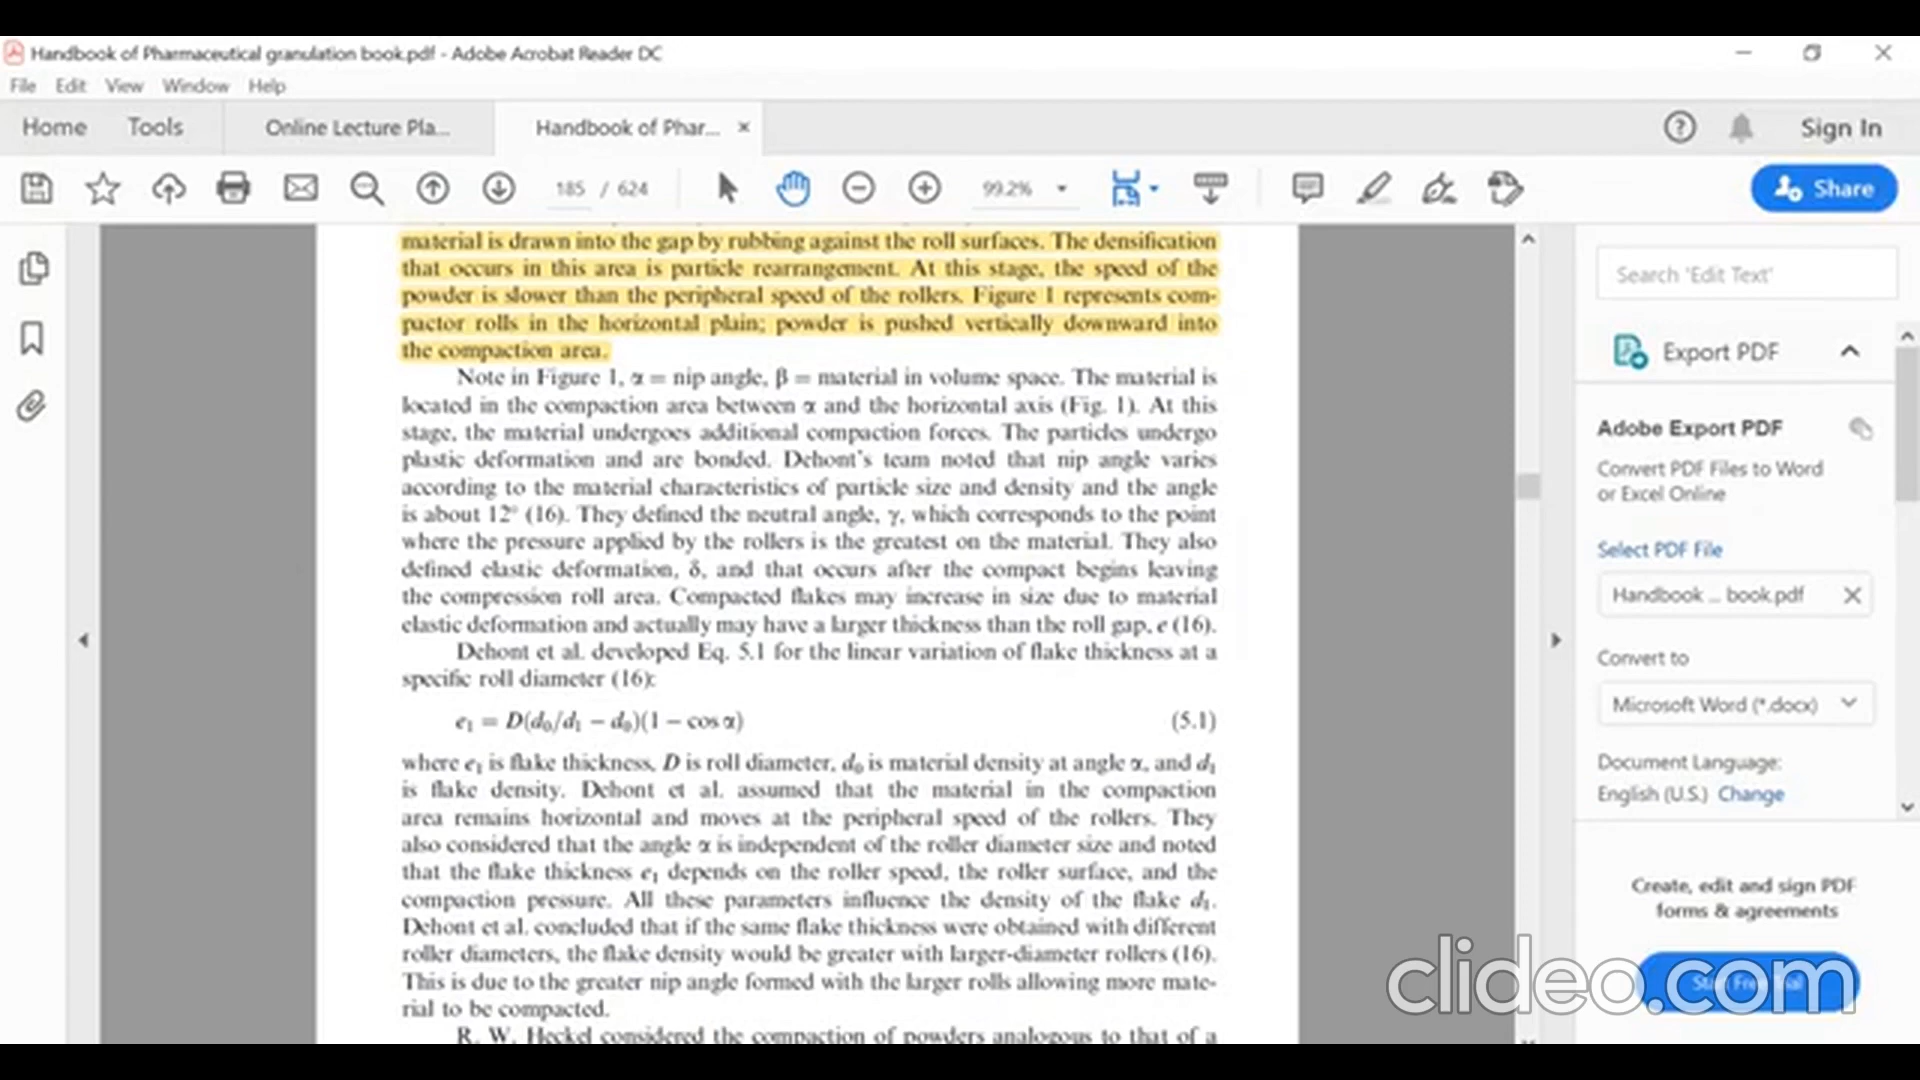 Handbook of Pharmaceutical granulation book.pdf - Adobe Acrobat Reader DC
File Edit View Window Help
Home Tools Online Lecture Pla... Handbook of Phar... × Sign In
185 / 624 99.2% Share
material is drawn into the gap by rubbing against the roll surfaces. The densification
that occurs in this area is particle rearrangement. At this stage, the speed of the
powder is slower than the peripheral speed of the rollers. Figure 1 represents com-
pactor rolls in the horizontal plain; powder is pushed vertically downward into
the compaction area.
Note in Figure 1, α = nip angle, β = material in volume space. The material is
located in the compaction area between α and the horizontal axis (Fig. 1). At this
stage, the material undergoes additional compaction forces. The particles undergo
plastic deformation and are bonded. Dehont's team noted that nip angle varies
according to the material characteristics of particle size and density and the angle
is about 12° (16). They defined the neutral angle, γ, which corresponds to the point
where the pressure applied by the rollers is the greatest on the material. They also
defined elastic deformation, δ, and that occurs after the compact begins leaving
the compression roll area. Compacted flakes may increase in size due to material
elastic deformation and actually may have a larger thickness than the roll gap, e (16).
Dehont et al. developed Eq. 5.1 for the linear variation of flake thickness at a
specific roll diameter (16):
e₁ = D(d₀/d₁ − d₀)(1 − cos α) (5.1)
where e₁ is flake thickness, D is roll diameter, d₀ is material density at angle α, and d₁
is flake density. Dehont et al. assumed that the material in the compaction
area remains horizontal and moves at the peripheral speed of the rollers. They
also considered that the angle α is independent of the roller diameter size and noted
that the flake thickness e₁ depends on the roller speed, the roller surface, and the
compaction pressure. All these parameters influence the density of the flake d₁.
Dehont et al. concluded that if the same flake thickness were obtained with different
roller diameters, the flake density would be greater with larger-diameter rollers (16).
This is due to the greater nip angle formed with the larger rolls allowing more mate-
rial to be compacted.
R. W. Heckel considered the compaction of powders analogous to that of a
Search 'Edit Text'
Export PDF
Adobe Export PDF
Convert PDF Files to Word
or Excel Online
Select PDF File
Handbook ... book.pdf
Convert to
Microsoft Word (*.docx)
Document Language:
English (U.S.) Change
Create, edit and sign PDF
forms & agreements
Start Free Trial
clideo.com